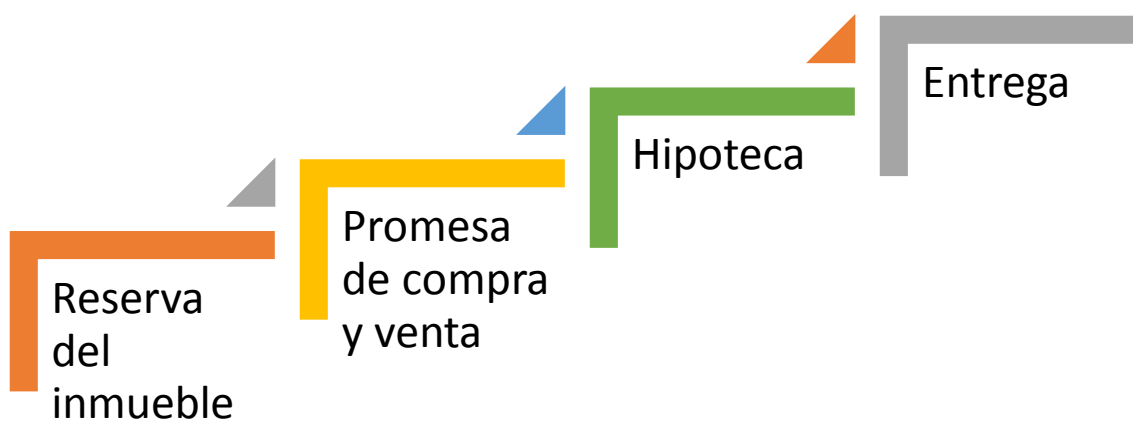 Reserva
del
inmueble
Promesa
de compra
y venta
Hipoteca
Entrega